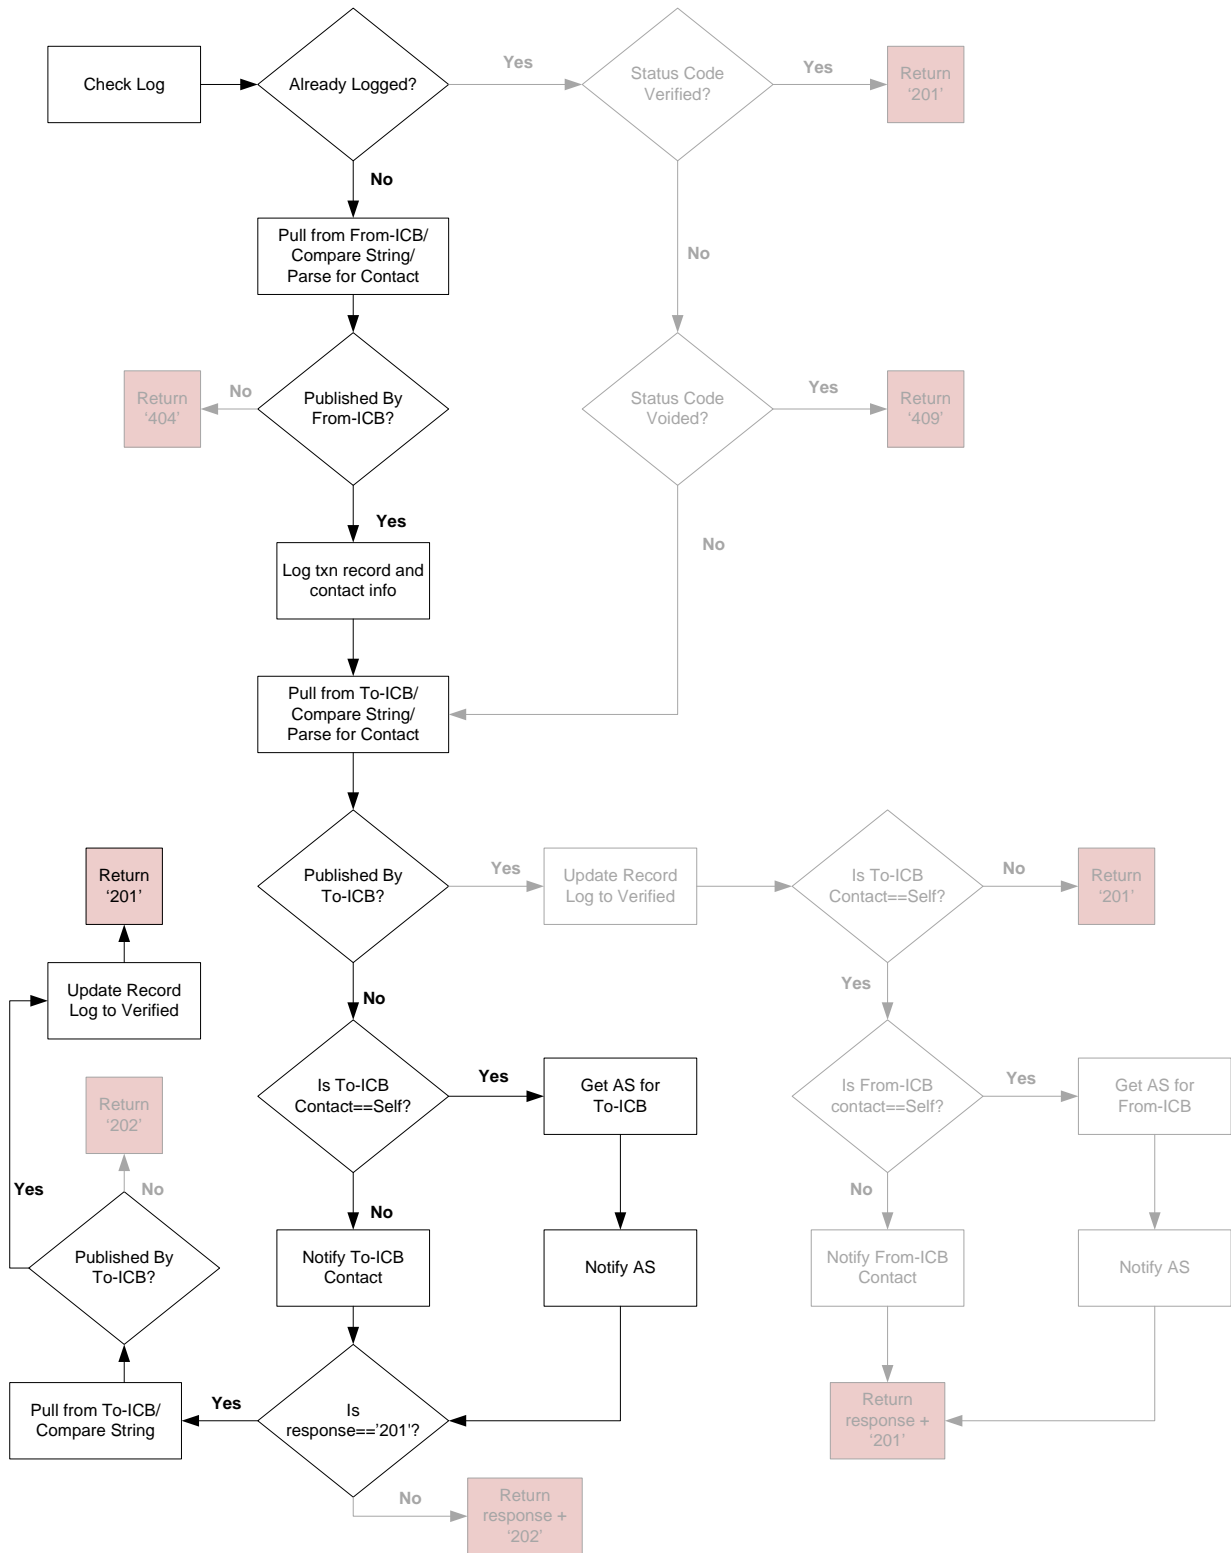 Check Log
Already Logged?
Yes
Status Code
Verified?
Yes
Return
‘201’
No
Pull from From-ICB/
Compare String/
Parse for Contact
No
Return
‘404’
No
Published By
From-ICB?
Status Code
Voided?
Yes
Return
‘409’
Yes
No
Log txn record and
contact info
Pull from To-ICB/
Compare String/
Parse for Contact
Return
‘201’
Published By
To-ICB?
Yes
Update Record
Log to Verified
Is To-ICB
Contact==Self?
No
Return
‘201’
Update Record
Log to Verified
No
Yes
Return
‘202’
Is To-ICB
Contact==Self?
Yes
Get AS for
To-ICB
Is From-ICB
contact==Self?
Yes
Get AS for
From-ICB
Yes
No
No
No
Published By
To-ICB?
Notify To-ICB
Contact
Notify AS
Notify From-ICB
Contact
Notify AS
Pull from To-ICB/
Compare String
Yes
Is
response==’201’?
Return
response +
‘201’
No
Return
response +
‘202’